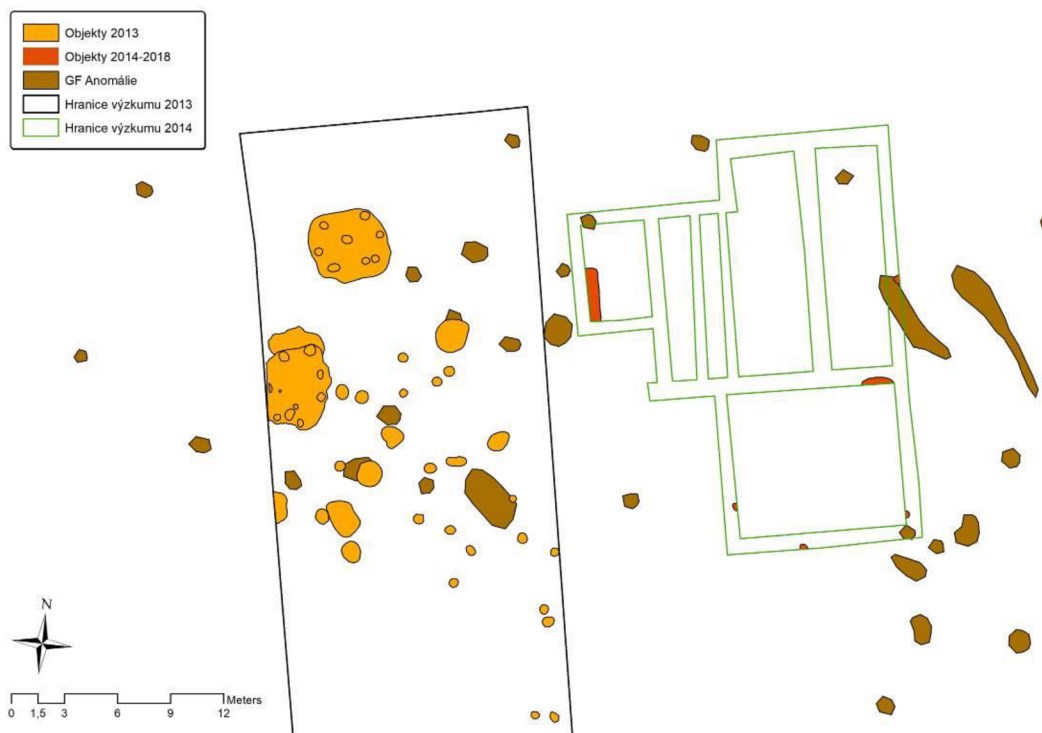 Objekty 2013
Objekty 2014-2018
GF Anomálie
Hranice výzkumu 2013
Hranice výzkumu 2014
N
Meters
0 1,5 3 6 9 12